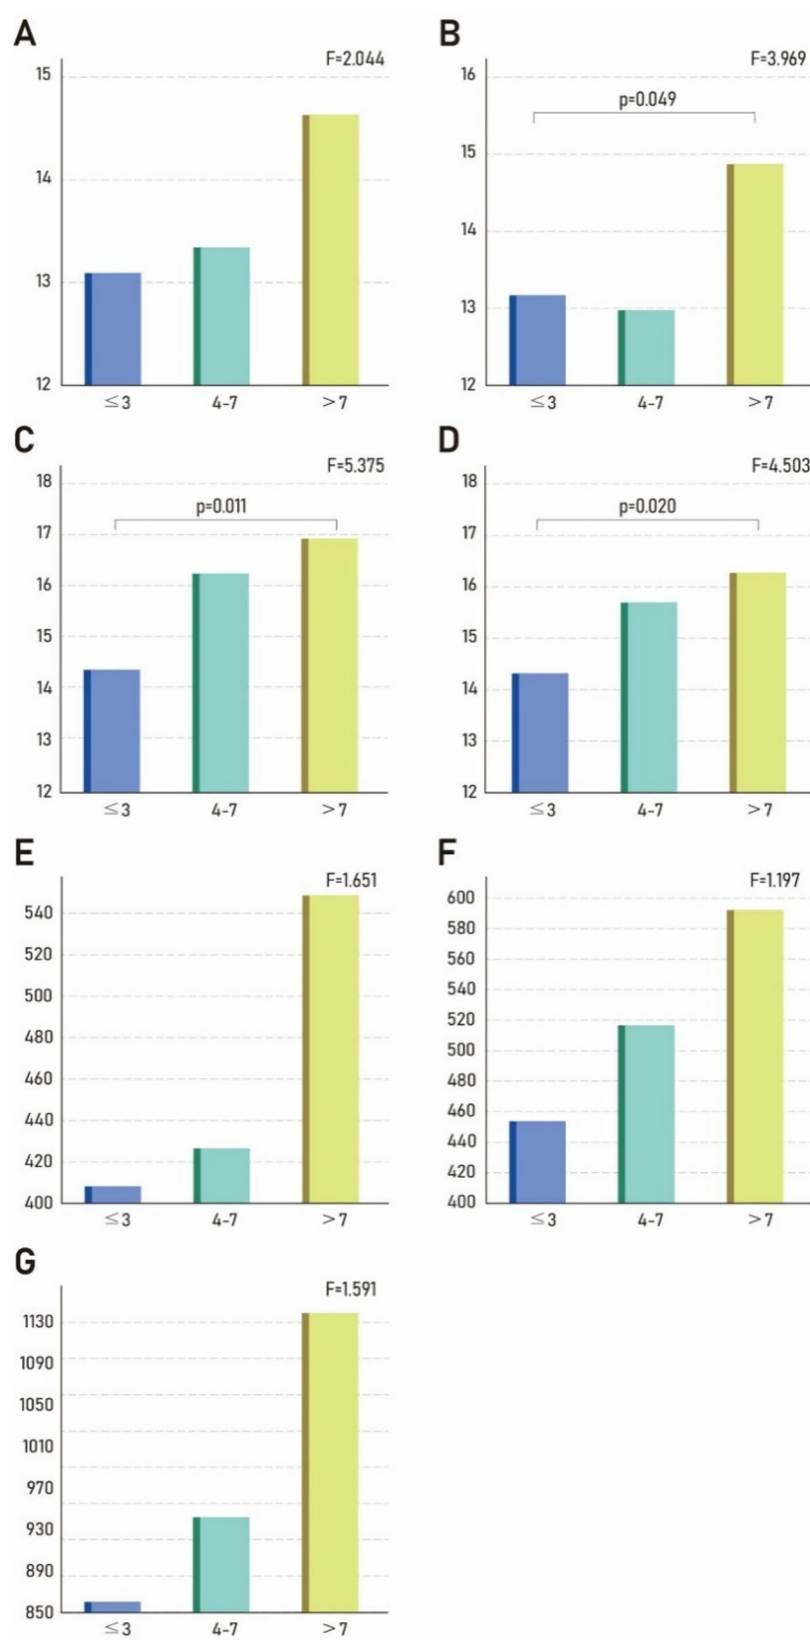 A
F=2.044
15
14
13
12
≤3 4-7 >7
B
F=3.969
16
p=0.049
15
14
13
12
≤3 4-7 >7
C
F=5.375
18
p=0.011
17
16
15
14
13
12
≤3 4-7 >7
D
F=4.503
18
p=0.020
17
16
15
14
13
12
≤3 4-7 >7
E
F=1.651
540
520
500
480
460
440
420
400
≤3 4-7 >7
F
F=1.197
600
580
560
540
520
500
480
460
440
420
400
≤3 4-7 >7
G
F=1.591
1130
1090
1050
1010
970
930
890
850
≤3 4-7 >7